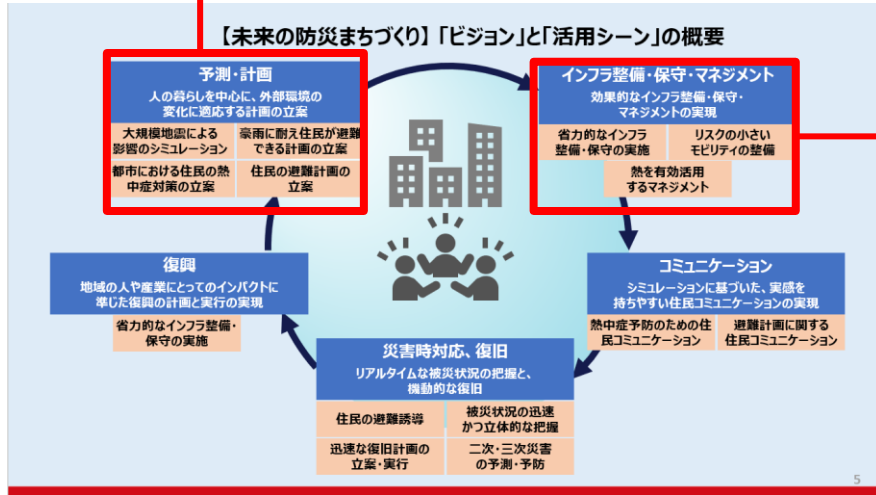 【未来の防災まちづくり】「ビジョン」と「活用シーン」の概要
予測・計画
人の暮らしを中心に、外部環境の
変化に適応する計画の立案
大規模地震による
影響のシミュレーション
豪雨に耐え住民が避難
できる計画の立案
都市における住民の熱
中症対策の立案
住民の避難計画の
立案
インフラ整備・保守・マネジメント
効果的なインフラ整備・保守・
マネジメントの実現
省力的なインフラ
整備・保守の実施
リスクの小さい
モビリティの整備
熱を有効活用
するマネジメント
コミュニケーション
シミュレーションに基づいた、実感を
持ちやすい住民コミュニケーションの実現
熱中症予防のための住
民コミュニケーション
避難計画に関する
住民コミュニケーション
災害時対応、復旧
リアルタイムな被災状況の把握と、
機動的な復旧
住民の避難誘導
被災状況の迅速
かつ立体的な把握
迅速な復旧計画の
立案・実行
二次・三次災害
の予測・予防
復興
地域の人や産業にとってのインパクトに
準じた復興の計画と実行の実現
省力的なインフラ整備・
保守の実施
5